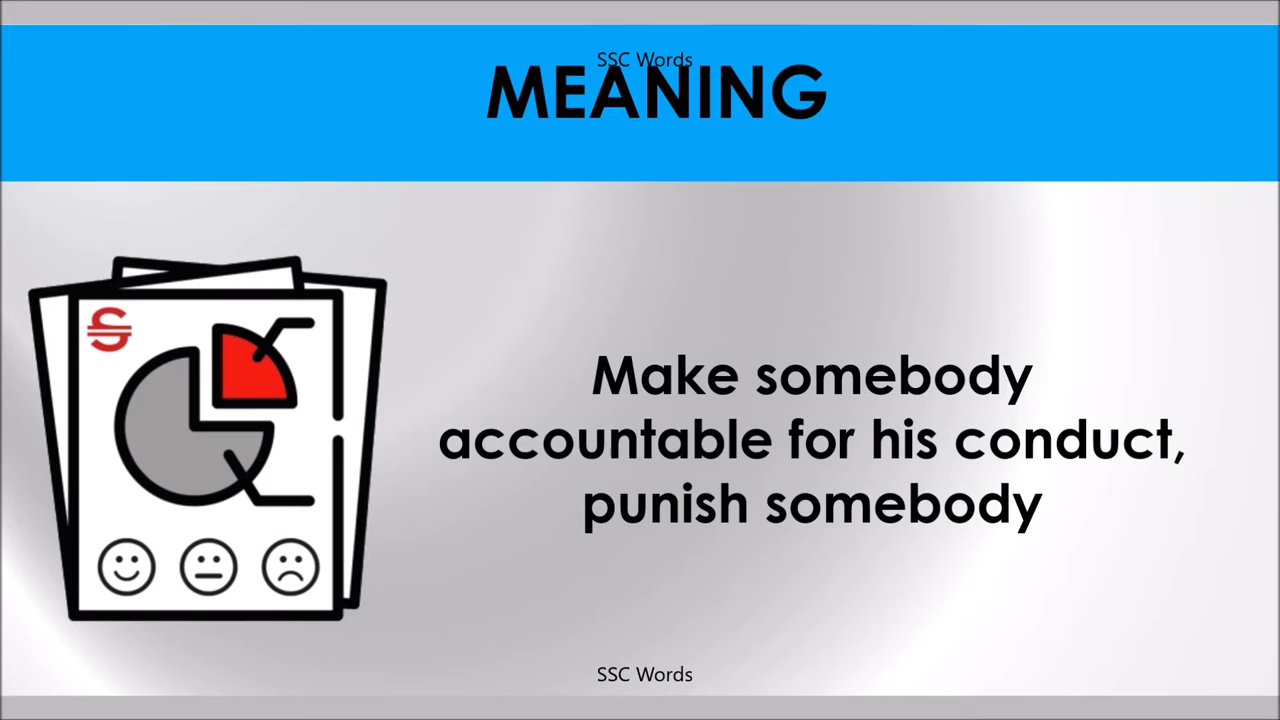 SSC Words
MEANING
Make somebody
accountable for his conduct,
punish somebody
SSC Words